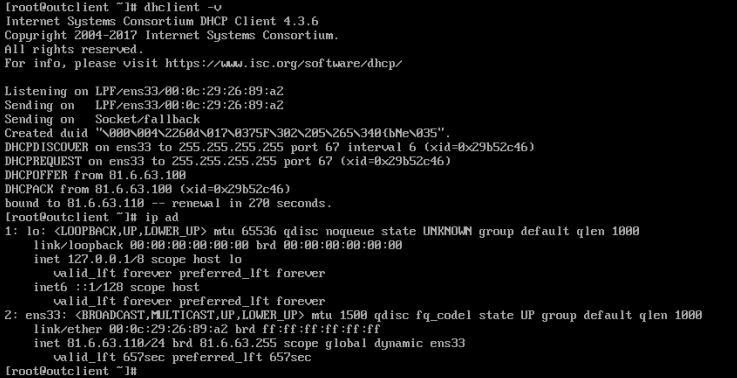 [root@outclient ~]# dhclient -v
Internet Systems Consortium DHCP Client 4.3.6
Copyright 2004-2017 Internet Systems Consortium.
All rights reserved.
For info, please visit https://www.isc.org/software/dhcp/

Listening on LPF/ens33/00:0c:29:26:89:a2
Sending on   LPF/ens33/00:0c:29:26:89:a2
Sending on   Socket/fallback
Created duid "\000\004\2260d\017\0375F\302\205\265\340{bNe\035".
DHCPDISCOVER on ens33 to 255.255.255.255 port 67 interval 6 (xid=0x29b52c46)
DHCPREQUEST on ens33 to 255.255.255.255 port 67 (xid=0x29b52c46)
DHCPOFFER from 81.6.63.100
DHCPACK from 81.6.63.100 (xid=0x29b52c46)
bound to 81.6.63.110 -- renewal in 270 seconds.
[root@outclient ~]# ip ad
1: lo: <LOOPBACK,UP,LOWER_UP> mtu 65536 qdisc noqueue state UNKNOWN group default qlen 1000
    link/loopback 00:00:00:00:00:00 brd 00:00:00:00:00:00
    inet 127.0.0.1/8 scope host lo
       valid_lft forever preferred_lft forever
    inet6 ::1/128 scope host
       valid_lft forever preferred_lft forever
2: ens33: <BROADCAST,MULTICAST,UP,LOWER_UP> mtu 1500 qdisc fq_codel state UP group default qlen 1000
    link/ether 00:0c:29:26:89:a2 brd ff:ff:ff:ff:ff:ff
    inet 81.6.63.110/24 brd 81.6.63.255 scope global dynamic ens33
       valid_lft 657sec preferred_lft 657sec
[root@outclient ~]#